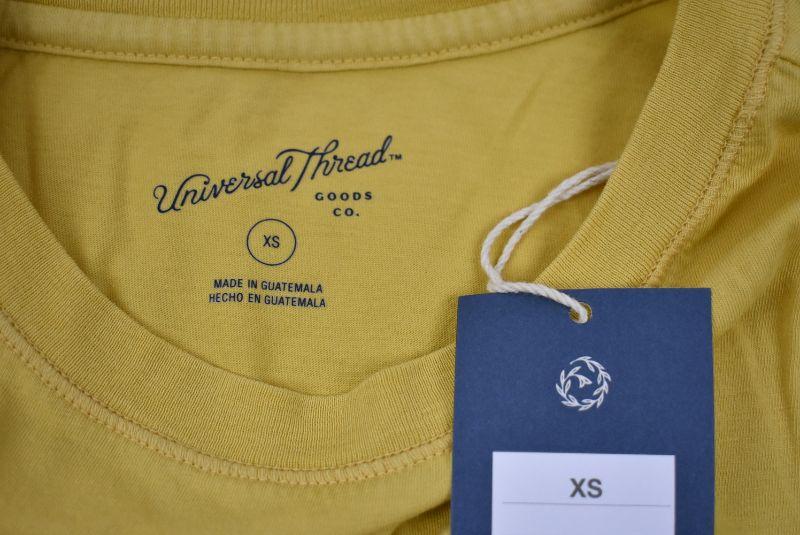 Universal Thread™
GOODS
CO.
XS
MADE IN GUATEMALA
HECHO EN GUATEMALA
XS